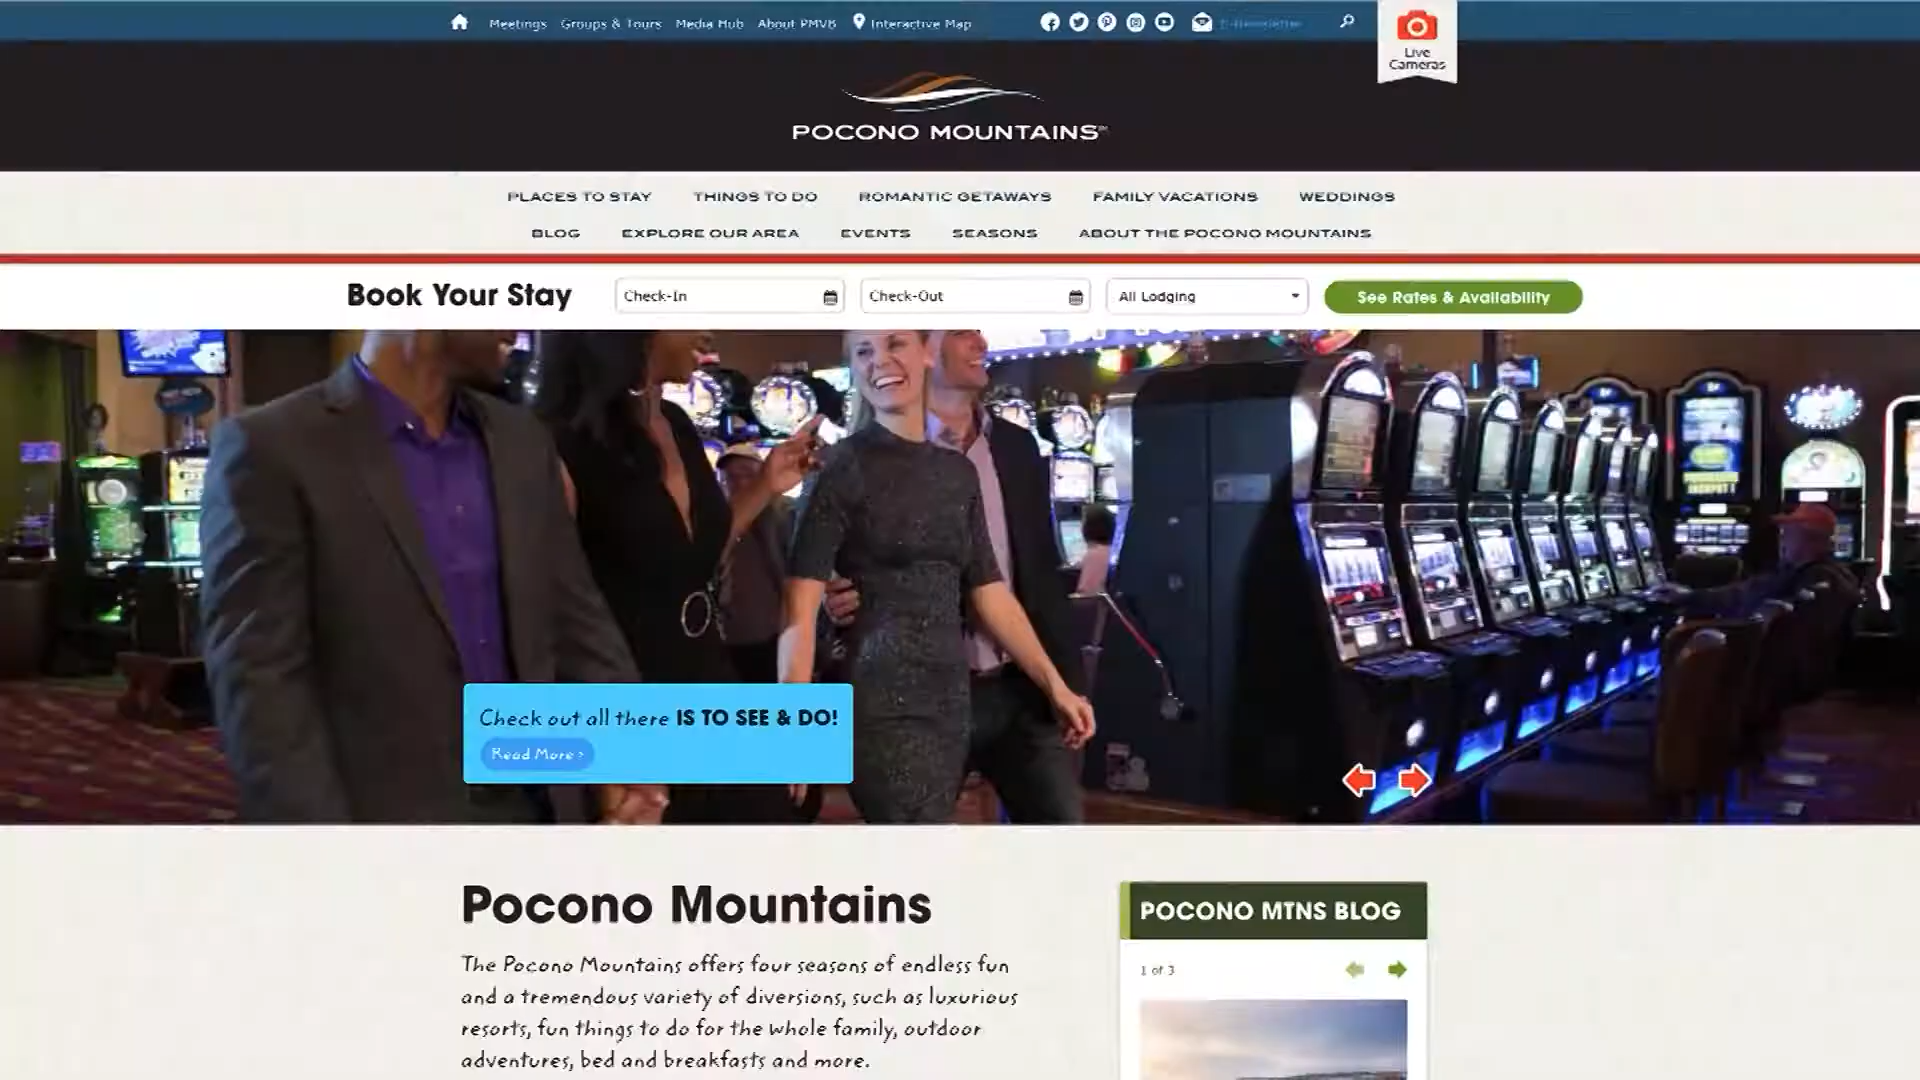 Meetings Groups & Tours Media Hub About PMVB Interactive Map E-Newsletter
Live
Cameras
POCONO MOUNTAINS
PLACES TO STAY THINGS TO DO ROMANTIC GETAWAYS FAMILY VACATIONS WEDDINGS
BLOG EXPLORE OUR AREA EVENTS SEASONS ABOUT THE POCONO MOUNTAINS
Book Your Stay Check-In Check-Out All Lodging See Rates & Availability
Check out all there IS TO SEE & DO!
Read More >
Pocono Mountains
The Pocono Mountains offers four seasons of endless fun
and a tremendous variety of diversions, such as luxurious
resorts, fun things to do for the whole family, outdoor
adventures, bed and breakfasts and more.
POCONO MTNS BLOG
1 of 3